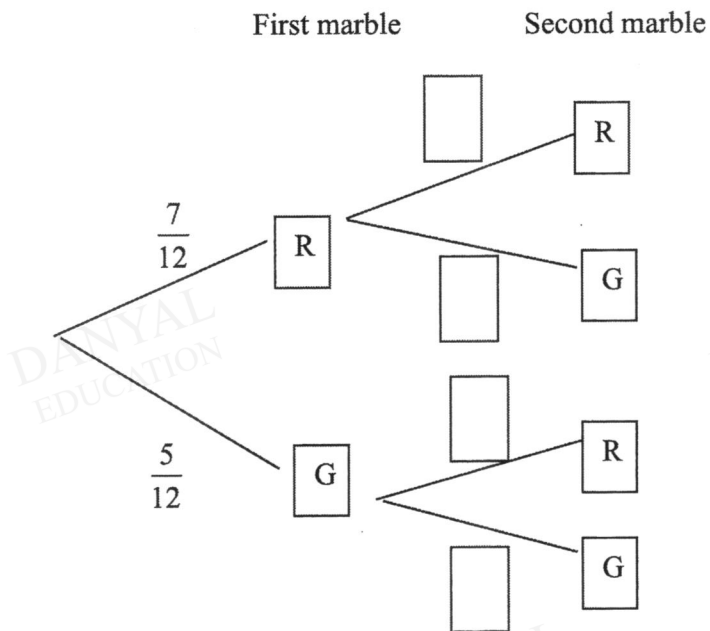 First marble Second marble
R
7/12
R
G
DANYAL
EDUCATION
R
5/12
G
G